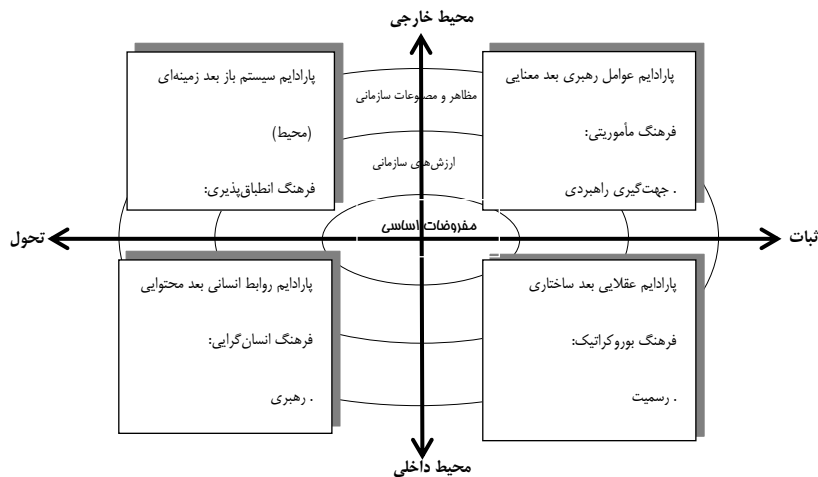 محیط خارجی
پارادایم عوامل رهبری بعد معنایی
فرهنگ مأموریتی:
. جهت‌گیری راهبردی
پارادایم سیستم باز بعد زمینه‌ای
(محیط)
فرهنگ انطباق‌پذیری:
مظاهر و مصنوعات سازمانی
ارزش‌های سازمانی
مفروضات اساسی
ثبات
تحول
پارادایم عقلایی بعد ساختاری
فرهنگ بوروکراتیک:
. رسمیت
پارادایم روابط انسانی بعد محتوایی
فرهنگ انسان‌گرایی:
. رهبری
محیط داخلی